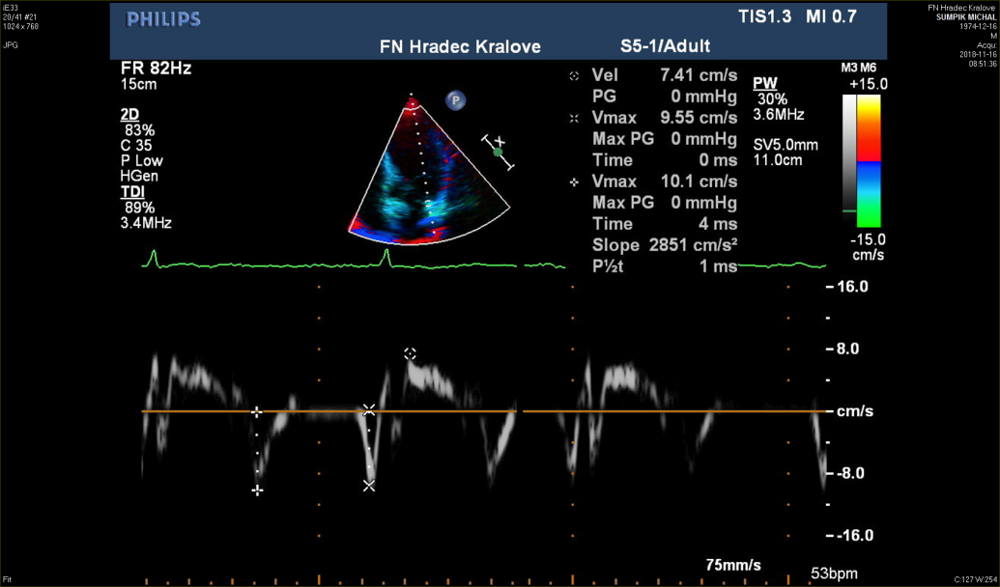 iE33
20/41 #21
1024 x 768
JPG
FN Hradec Kralove
SUMPIK MICHAL
1974-12-16
M
Acqu:
2018-11-16
08:51:36
PHILIPS
TIS1.3 MI 0.7
FN Hradec Kralove
S5-1/Adult
FR 82Hz
15cm
2D
83%
C 35
P Low
HGen
TDI
89%
3.4MHz
P
X
Vel 7.41 cm/s
PG 0 mmHg
Vmax 9.55 cm/s
Max PG 0 mmHg
Time 0 ms
Vmax 10.1 cm/s
Max PG 0 mmHg
Time 4 ms
Slope 2851 cm/s²
P½t 1 ms
PW
30%
3.6MHz
SV5.0mm
11.0cm
M3 M6
+15.0
-15.0
cm/s
16.0
8.0
cm/s
-8.0
-16.0
75mm/s
53bpm
Fit
C:127 W:254